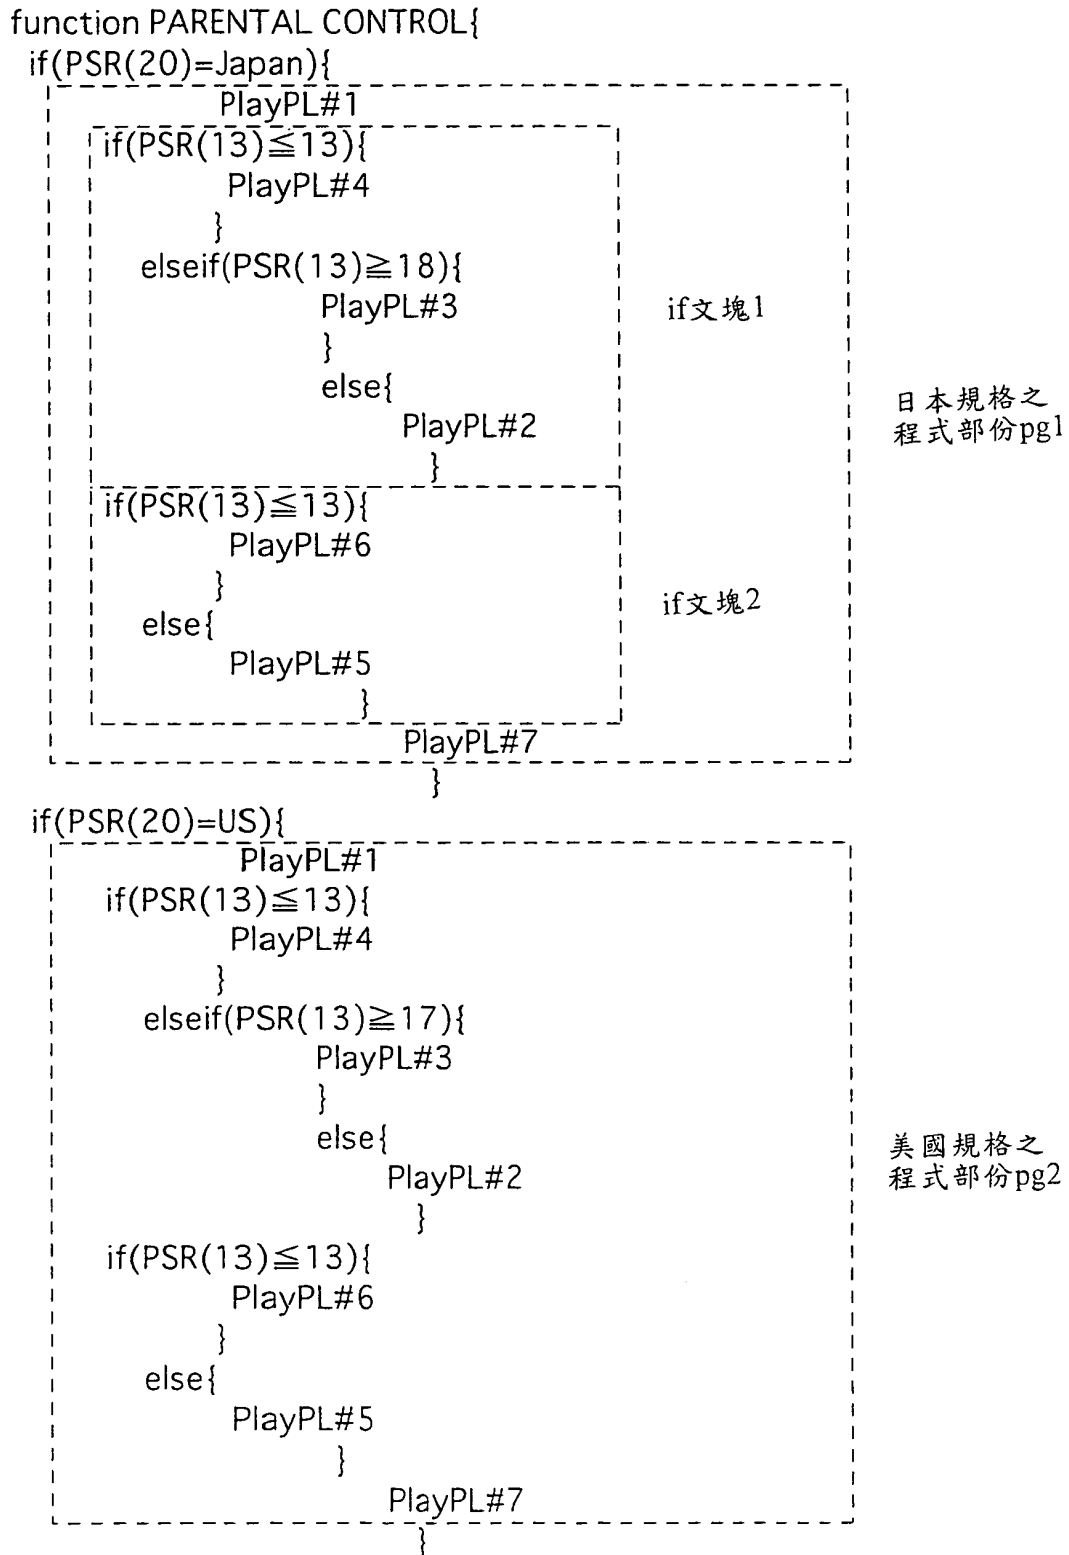 function PARENTAL CONTROL{
if(PSR(20)=Japan){
PlayPL#1
if(PSR(13)≦13){
PlayPL#4
}
elseif(PSR(13)≧18){
PlayPL#3
}
else{
PlayPL#2
}
if文塊1
if(PSR(13)≦13){
PlayPL#6
}
else{
PlayPL#5
}
if文塊2
PlayPL#7
}
日本規格之
程式部份pg1
if(PSR(20)=US){
PlayPL#1
if(PSR(13)≦13){
PlayPL#4
}
elseif(PSR(13)≧17){
PlayPL#3
}
else{
PlayPL#2
}
if(PSR(13)≦13){
PlayPL#6
}
else{
PlayPL#5
}
PlayPL#7
}
美國規格之
程式部份pg2